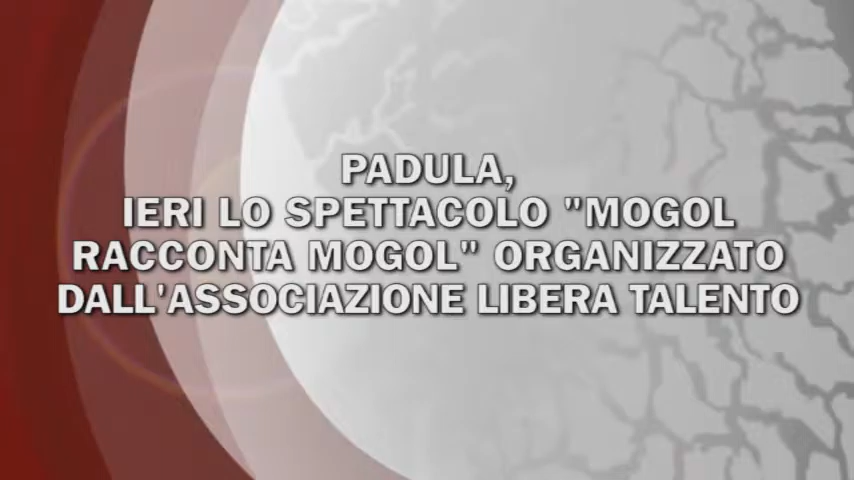 PADULA,
IERI LO SPETTACOLO "MOGOL
RACCONTA MOGOL" ORGANIZZATO
DALL'ASSOCIAZIONE LIBERA TALENTO